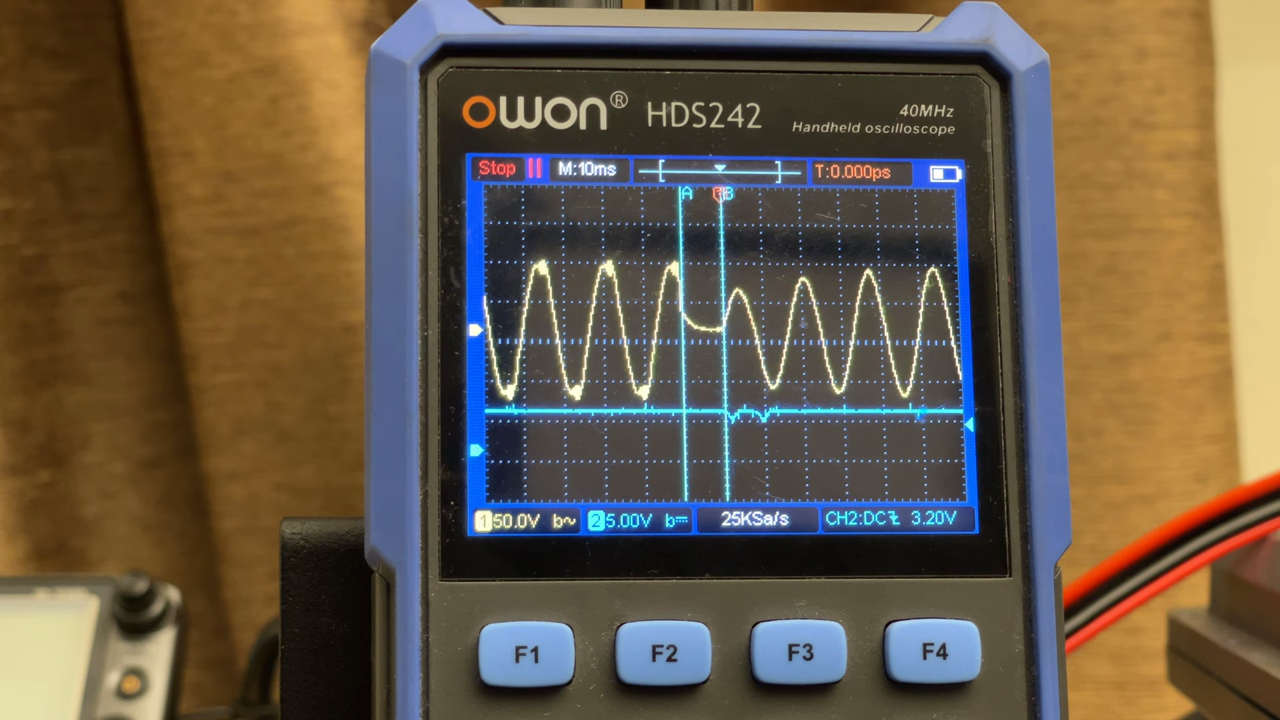 OWON® HDS242
40MHz
Handheld oscilloscope
Stop M:10ms T:0.000ps
A B
1 50.0V b~ 2 5.00V b 25KSa/s CH2:DC 3.20V
F1 F2 F3 F4